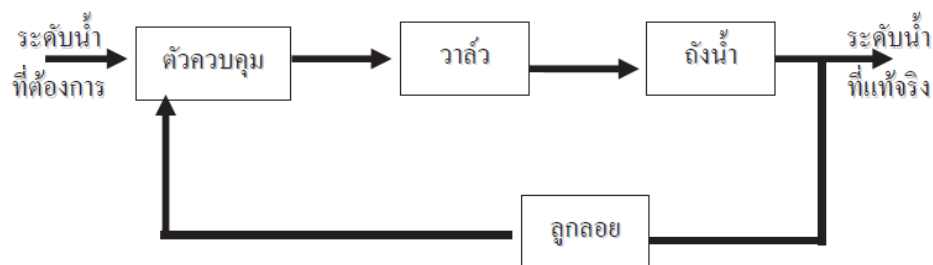 ระดับน้ำ
ที่ต้องการ
ตัวควบคุม
วาล์ว
ถังน้ำ
ระดับน้ำ
ที่แท้จริง
ลูกลอย